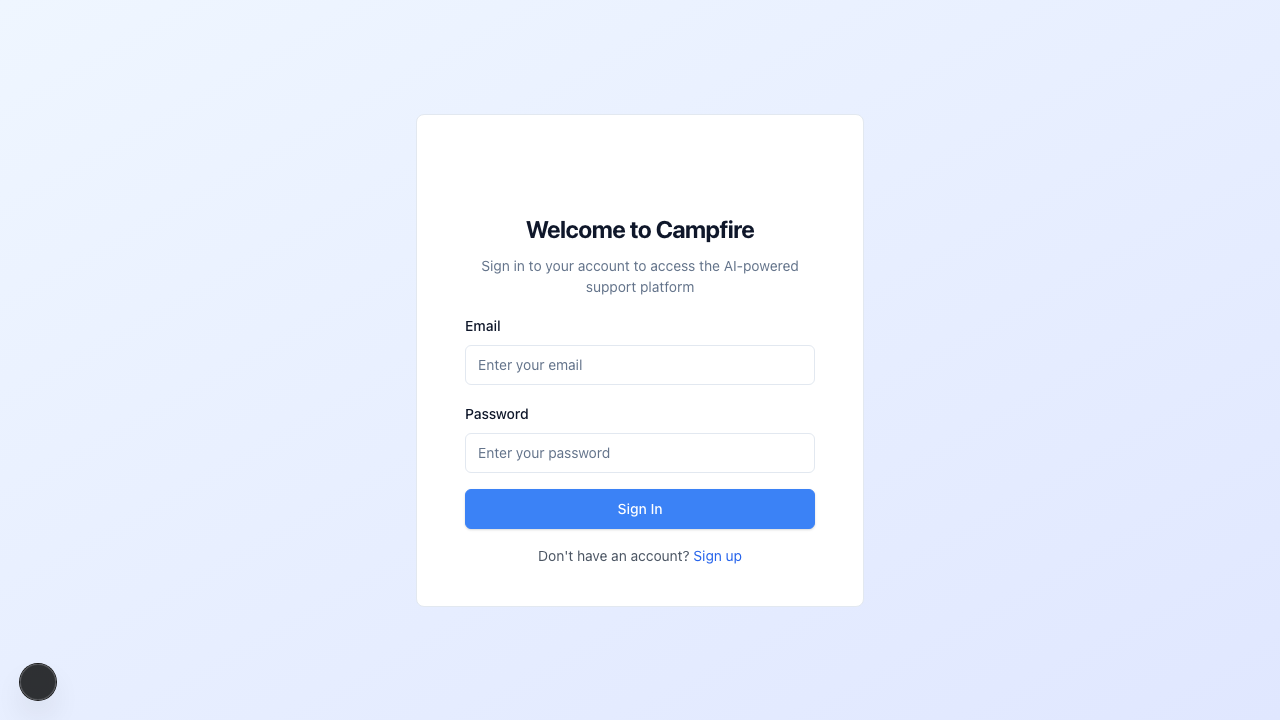 Welcome to Campfire
Sign in to your account to access the AI-powered
support platform
Email
Enter your email
Password
Enter your password
Sign In
Don't have an account? Sign up